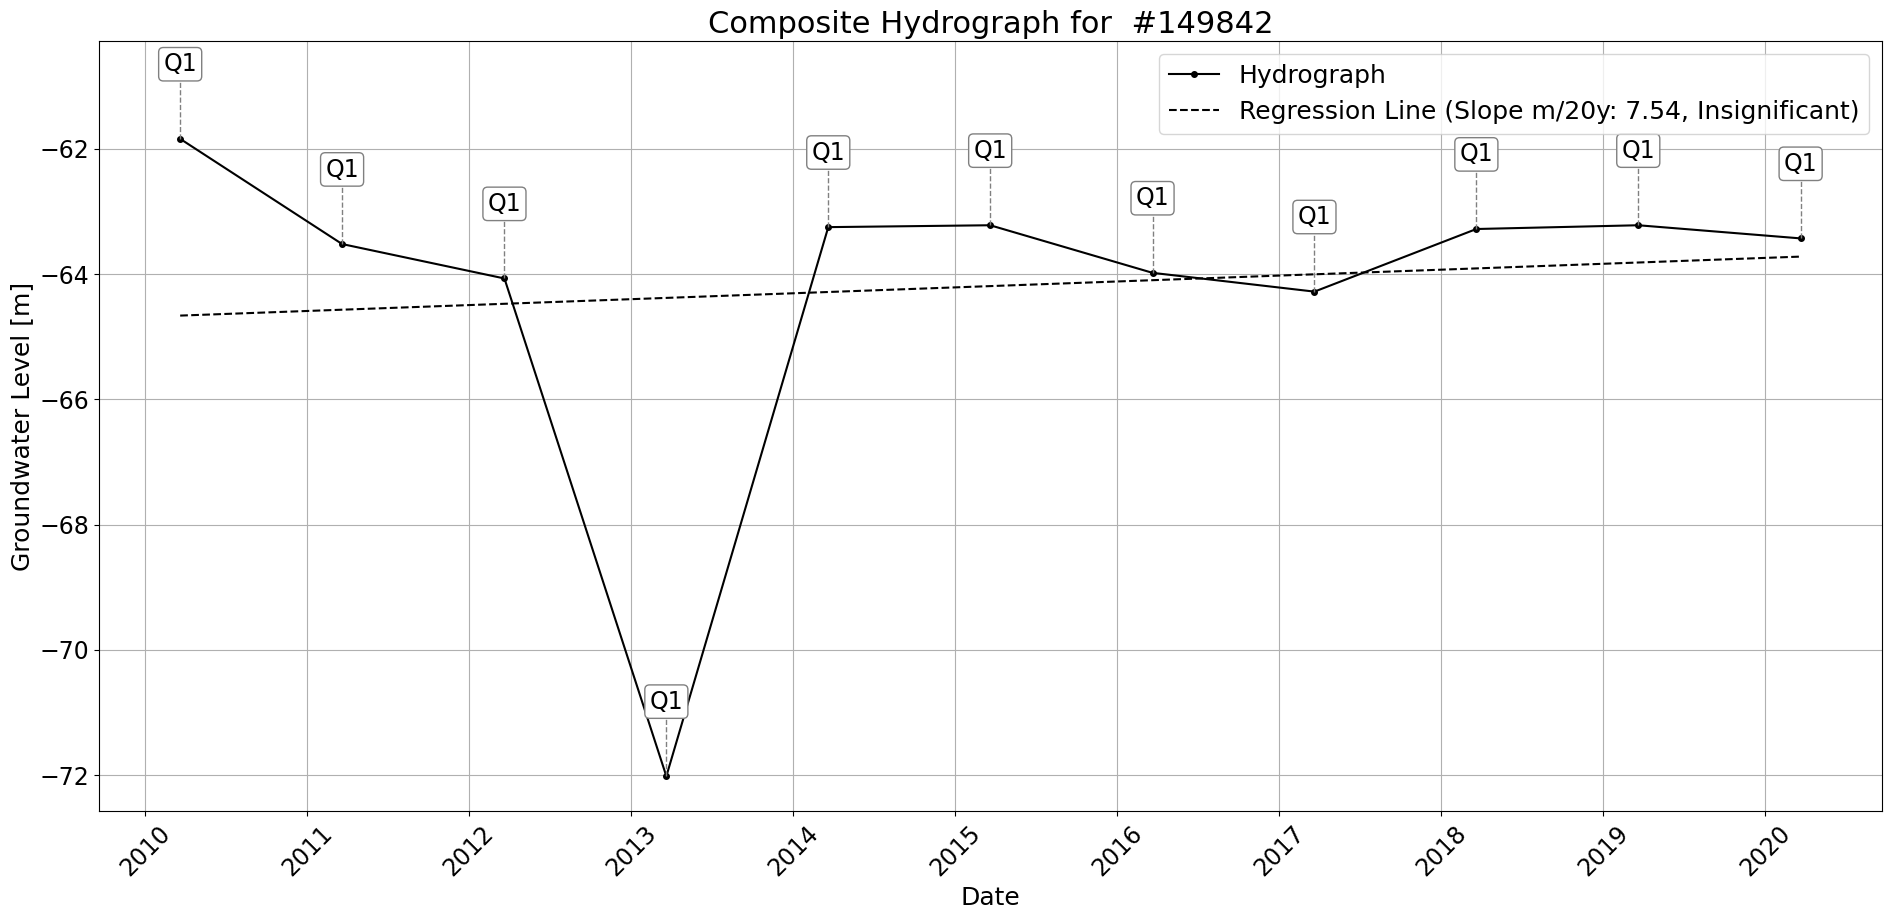 Composite Hydrograph for  #149842
Hydrograph
Regression Line (Slope m/20y: 7.54, Insignificant)
Q1
Q1
Q1
Q1
Q1
Q1
Q1
Q1
Q1
Q1
Q1
Groundwater Level [m]
−62
−64
−66
−68
−70
−72
2010
2011
2012
2013
2014
2015
2016
2017
2018
2019
2020
Date